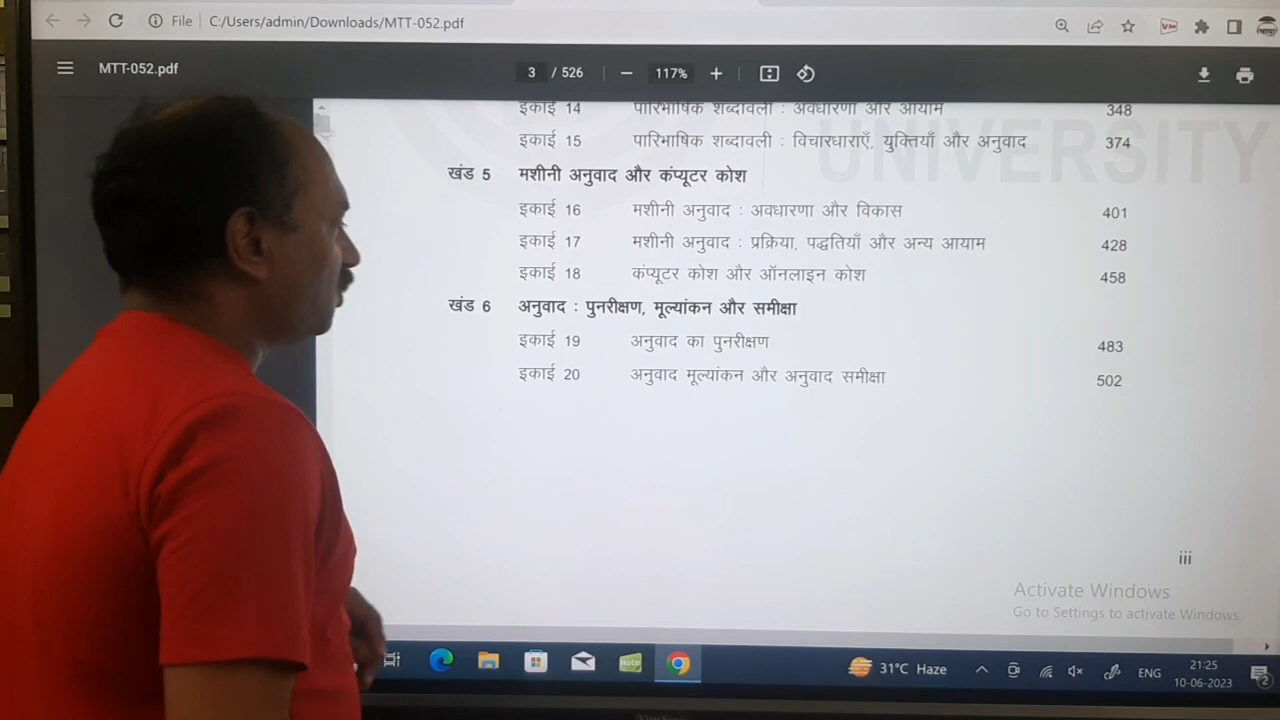 File C:/Users/admin/Downloads/MTT-052.pdf
VM
MTT-052.pdf 3 / 526 117%
इकाई 14 पारिभाषिक शब्दावली : अवधारणा और आयाम 348
इकाई 15 पारिभाषिक शब्दावली : विचारधाराएँ, युक्तियाँ और अनुवाद 374
UNIVERSITY
खंड 5 मशीनी अनुवाद और कंप्यूटर कोश
इकाई 16 मशीनी अनुवाद : अवधारणा और विकास 401
इकाई 17 मशीनी अनुवाद : प्रक्रिया, पद्धतियाँ और अन्य आयाम 428
इकाई 18 कंप्यूटर कोश और ऑनलाइन कोश 458
खंड 6 अनुवाद : पुनरीक्षण, मूल्यांकन और समीक्षा
इकाई 19 अनुवाद का पुनरीक्षण 483
इकाई 20 अनुवाद मूल्यांकन और अनुवाद समीक्षा 502
iii
Activate Windows
Go to Settings to activate Windows.
Note
31°C Haze ENG 21:25
10-06-2023 2